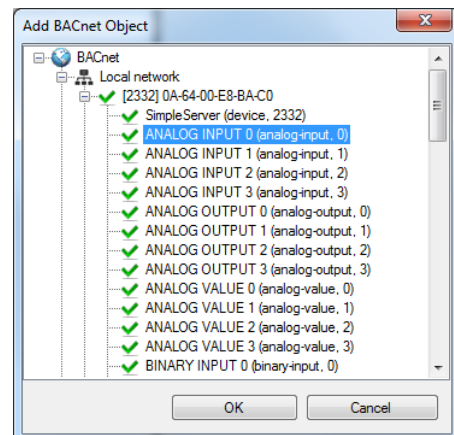 Add BACnet Object
BACnet
Local network
[2332] 0A-64-00-E8-BA-C0
SimpleServer (device, 2332)
ANALOG INPUT 0 (analog-input, 0)
ANALOG INPUT 1 (analog-input, 1)
ANALOG INPUT 2 (analog-input, 2)
ANALOG INPUT 3 (analog-input, 3)
ANALOG OUTPUT 0 (analog-output, 0)
ANALOG OUTPUT 1 (analog-output, 1)
ANALOG OUTPUT 2 (analog-output, 2)
ANALOG OUTPUT 3 (analog-output, 3)
ANALOG VALUE 0 (analog-value, 0)
ANALOG VALUE 1 (analog-value, 1)
ANALOG VALUE 2 (analog-value, 2)
ANALOG VALUE 3 (analog-value, 3)
BINARY INPUT 0 (binary-input, 0)
OK Cancel